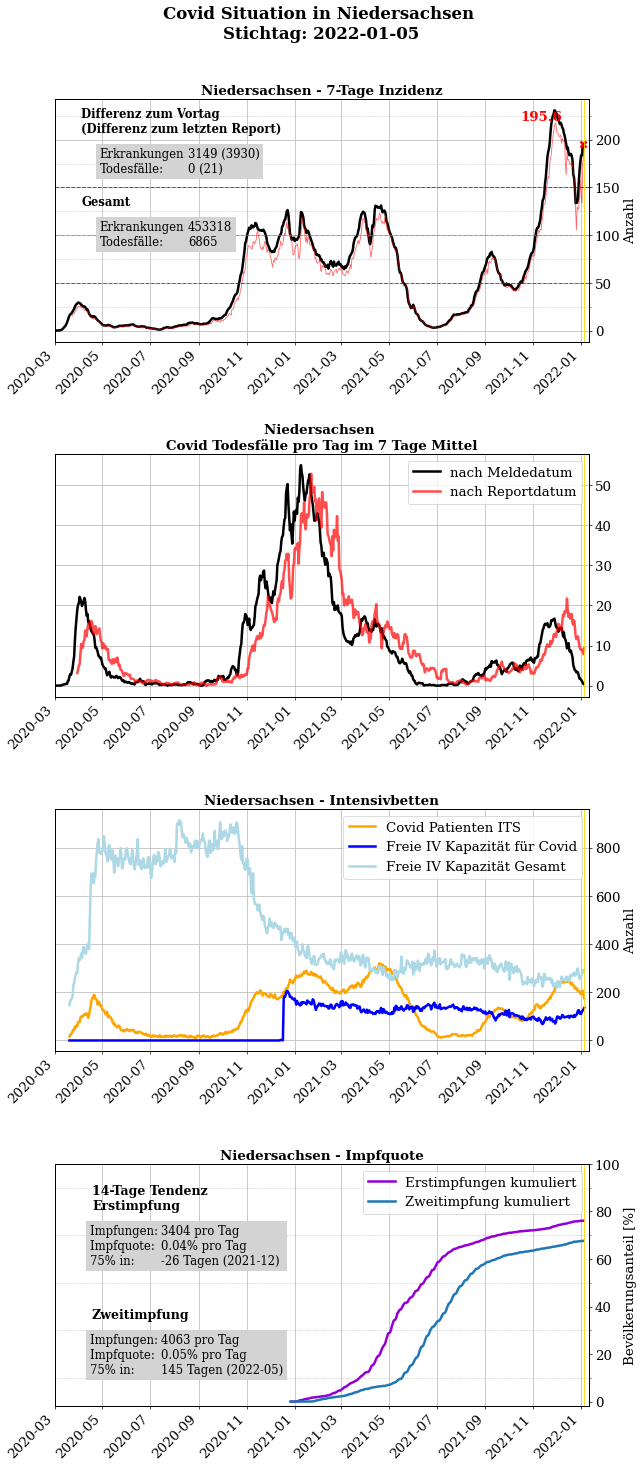 Covid Situation in Niedersachsen
Stichtag: 2022-01-05
Niedersachsen - 7-Tage Inzidenz
Differenz zum Vortag
(Differenz zum letzten Report)
Erkrankungen 3149 (3930)
Todesfälle: 0 (21)
Gesamt
Erkrankungen 453318
Todesfälle: 6865
195.6
200
150
100
50
0
Anzahl
2020-03 2020-05 2020-07 2020-09 2020-11 2021-01 2021-03 2021-05 2021-07 2021-09 2021-11 2022-01
Niedersachsen
Covid Todesfälle pro Tag im 7 Tage Mittel
nach Meldedatum
nach Reportdatum
50
40
30
20
10
0
2020-03 2020-05 2020-07 2020-09 2020-11 2021-01 2021-03 2021-05 2021-07 2021-09 2021-11 2022-01
Niedersachsen - Intensivbetten
Covid Patienten ITS
Freie IV Kapazität für Covid
Freie IV Kapazität Gesamt
800
600
400
200
0
Anzahl
2020-03 2020-05 2020-07 2020-09 2020-11 2021-01 2021-03 2021-05 2021-07 2021-09 2021-11 2022-01
Niedersachsen - Impfquote
14-Tage Tendenz
Erstimpfung
Impfungen: 3404 pro Tag
Impfquote: 0.04% pro Tag
75% in: -26 Tagen (2021-12)
Zweitimpfung
Impfungen: 4063 pro Tag
Impfquote: 0.05% pro Tag
75% in: 145 Tagen (2022-05)
Erstimpfungen kumuliert
Zweitimpfung kumuliert
100
80
60
40
20
0
Bevölkerungsanteil [%]
2020-03 2020-05 2020-07 2020-09 2020-11 2021-01 2021-03 2021-05 2021-07 2021-09 2021-11 2022-01